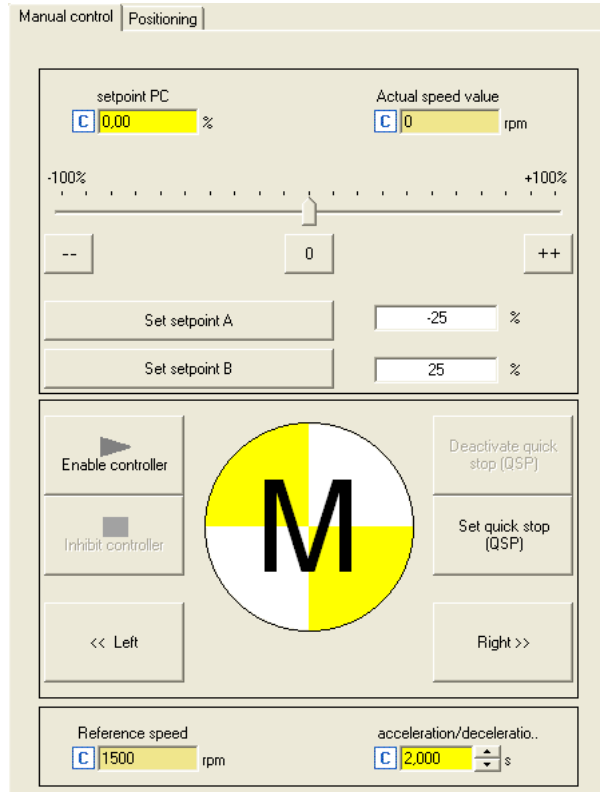 Manual control Positioning
setpoint PC Actual speed value
C 0,00 % C 0 rpm
-100% +100%
-- 0 ++
Set setpoint A -25 %
Set setpoint B 25 %
Enable controller
Deactivate quick
stop (QSP)
M
Inhibit controller
Set quick stop
(QSP)
<< Left Right >>
Reference speed acceleration/deceleratio..
C 1500 rpm C 2,000 s